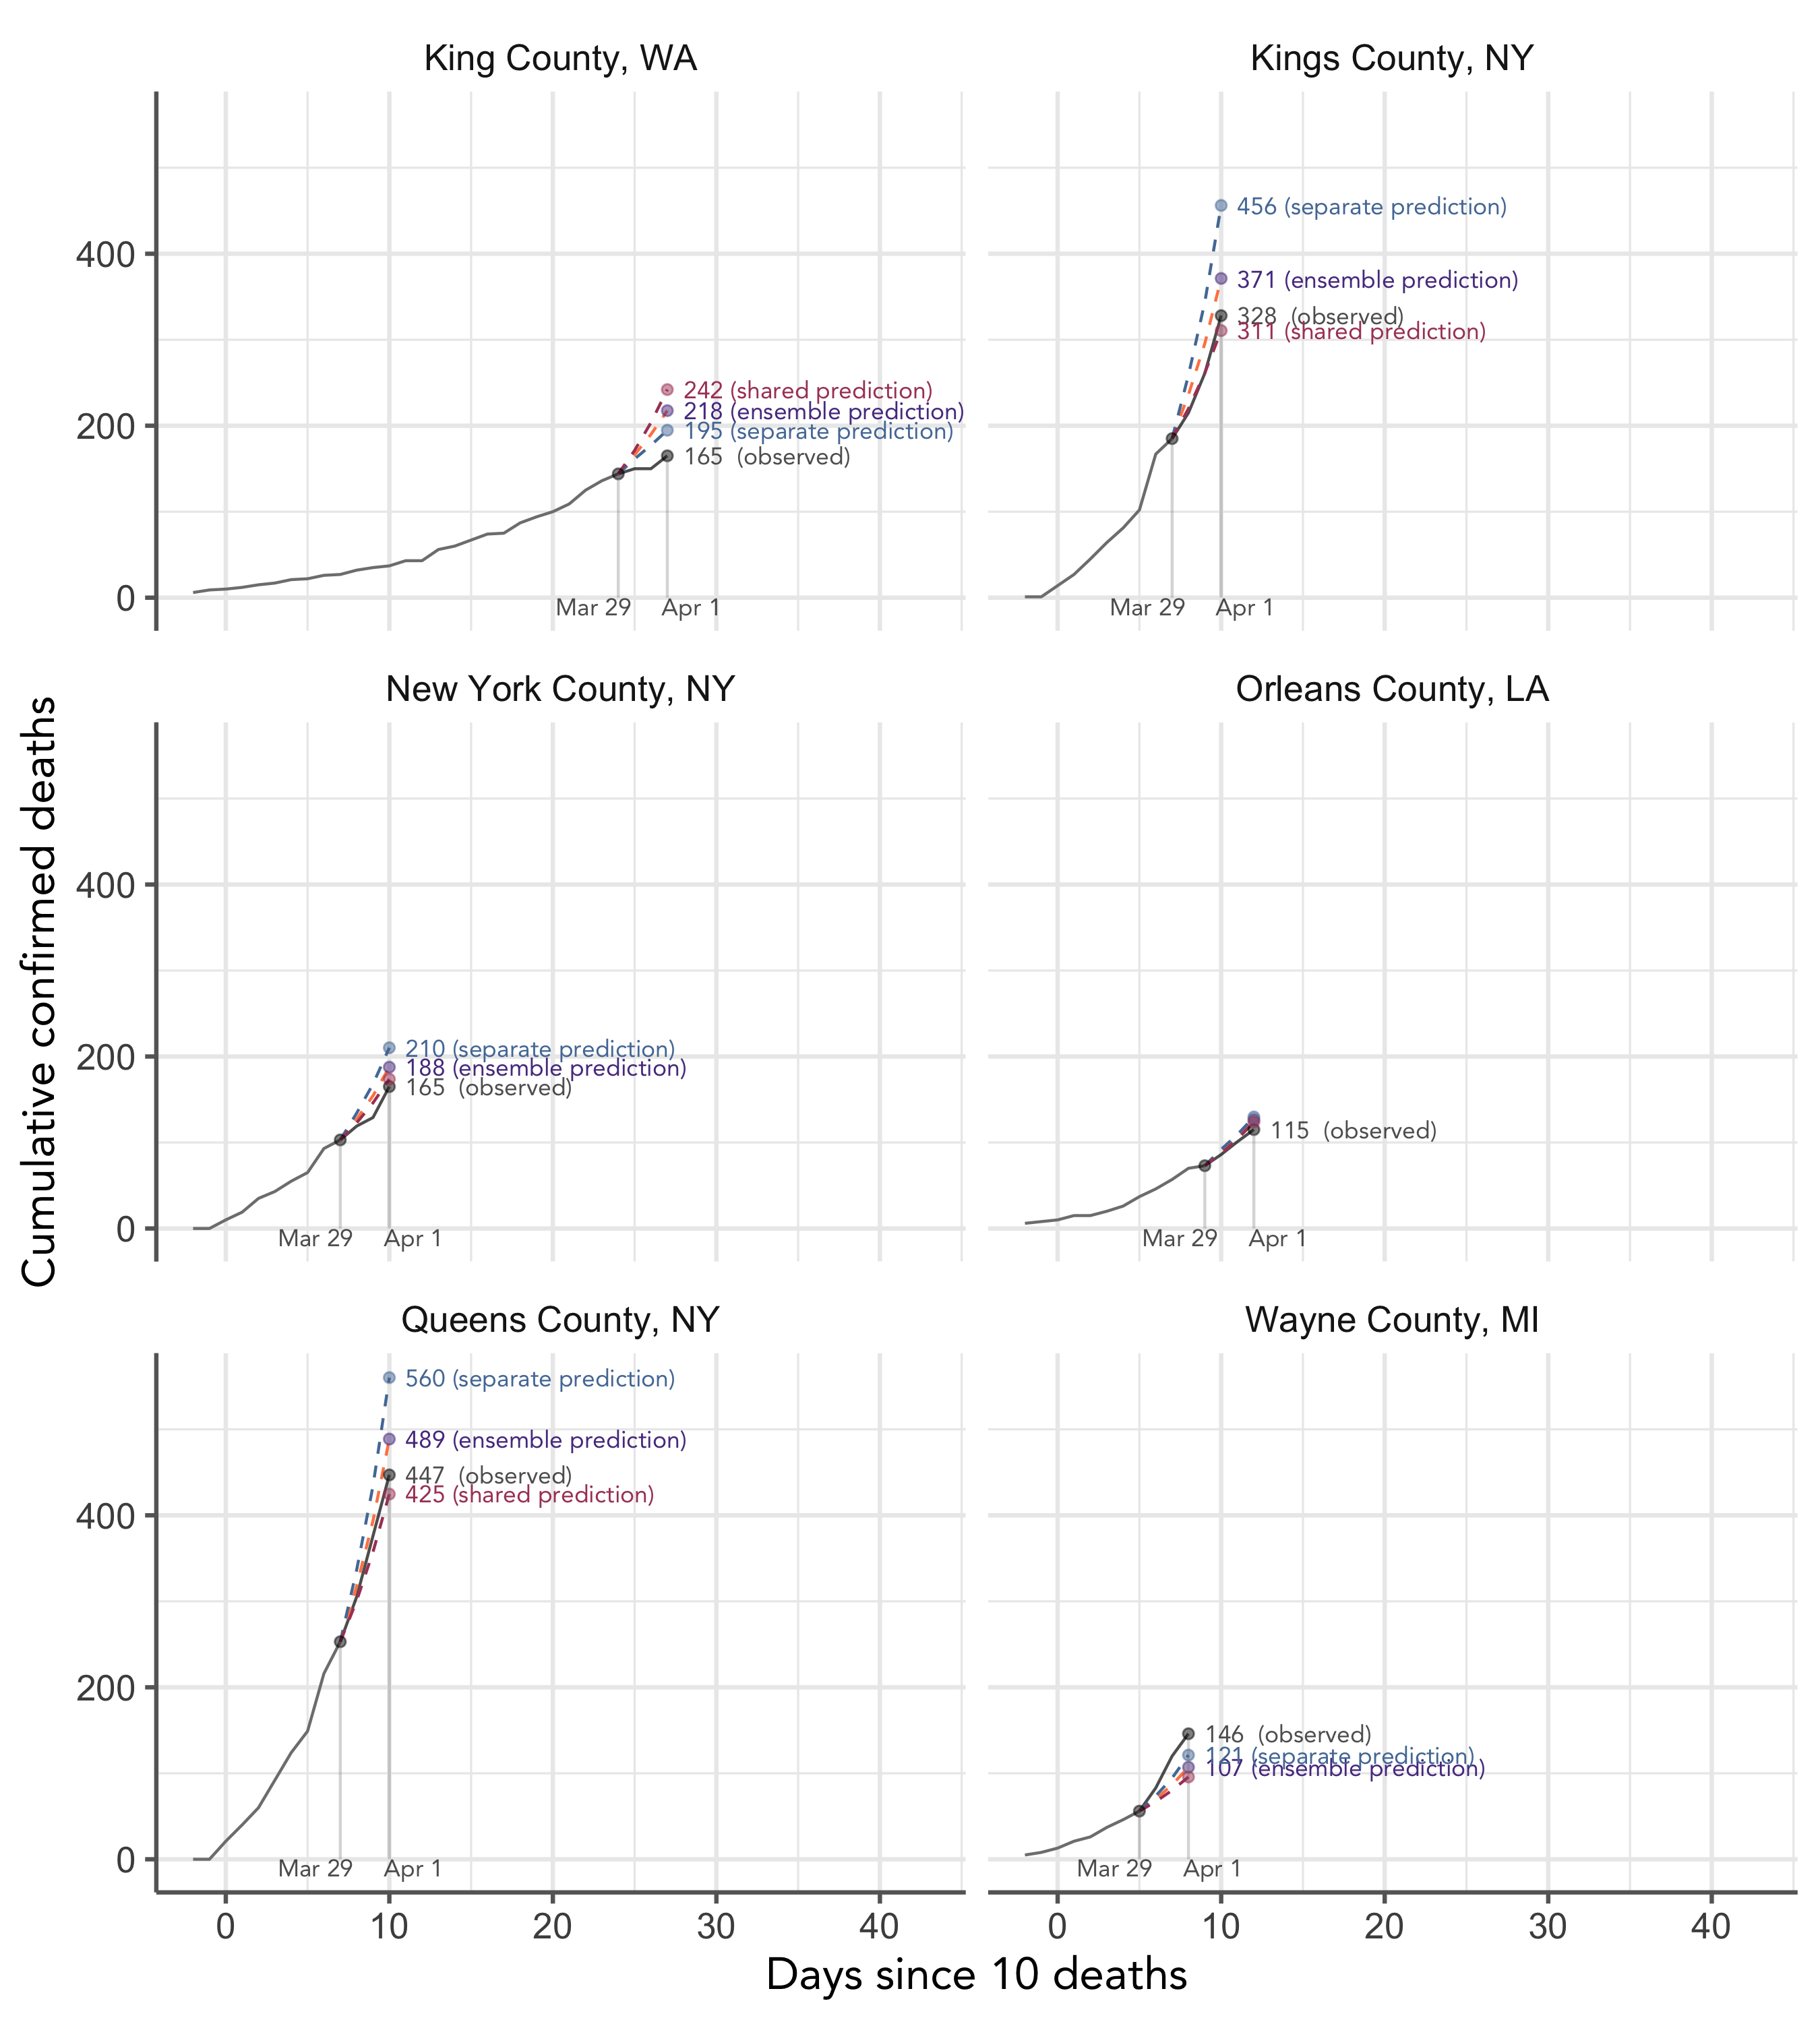 King County, WA
Kings County, NY
400
200
0
242 (shared prediction)
218 (ensemble prediction)
195 (separate prediction)
165 (observed)
Mar 29
Apr 1
456 (separate prediction)
371 (ensemble prediction)
328 (observed)
311 (shared prediction)
Mar 29
Apr 1
New York County, NY
Orleans County, LA
Cumulative confirmed deaths
400
200
0
210 (separate prediction)
188 (ensemble prediction)
165 (observed)
Mar 29
Apr 1
115 (observed)
Mar 29
Apr 1
Queens County, NY
Wayne County, MI
400
200
0
560 (separate prediction)
489 (ensemble prediction)
447 (observed)
425 (shared prediction)
Mar 29
Apr 1
146 (observed)
121 (separate prediction)
107 (ensemble prediction)
Mar 29
Apr 1
0 10 20 30 40
0 10 20 30 40
Days since 10 deaths